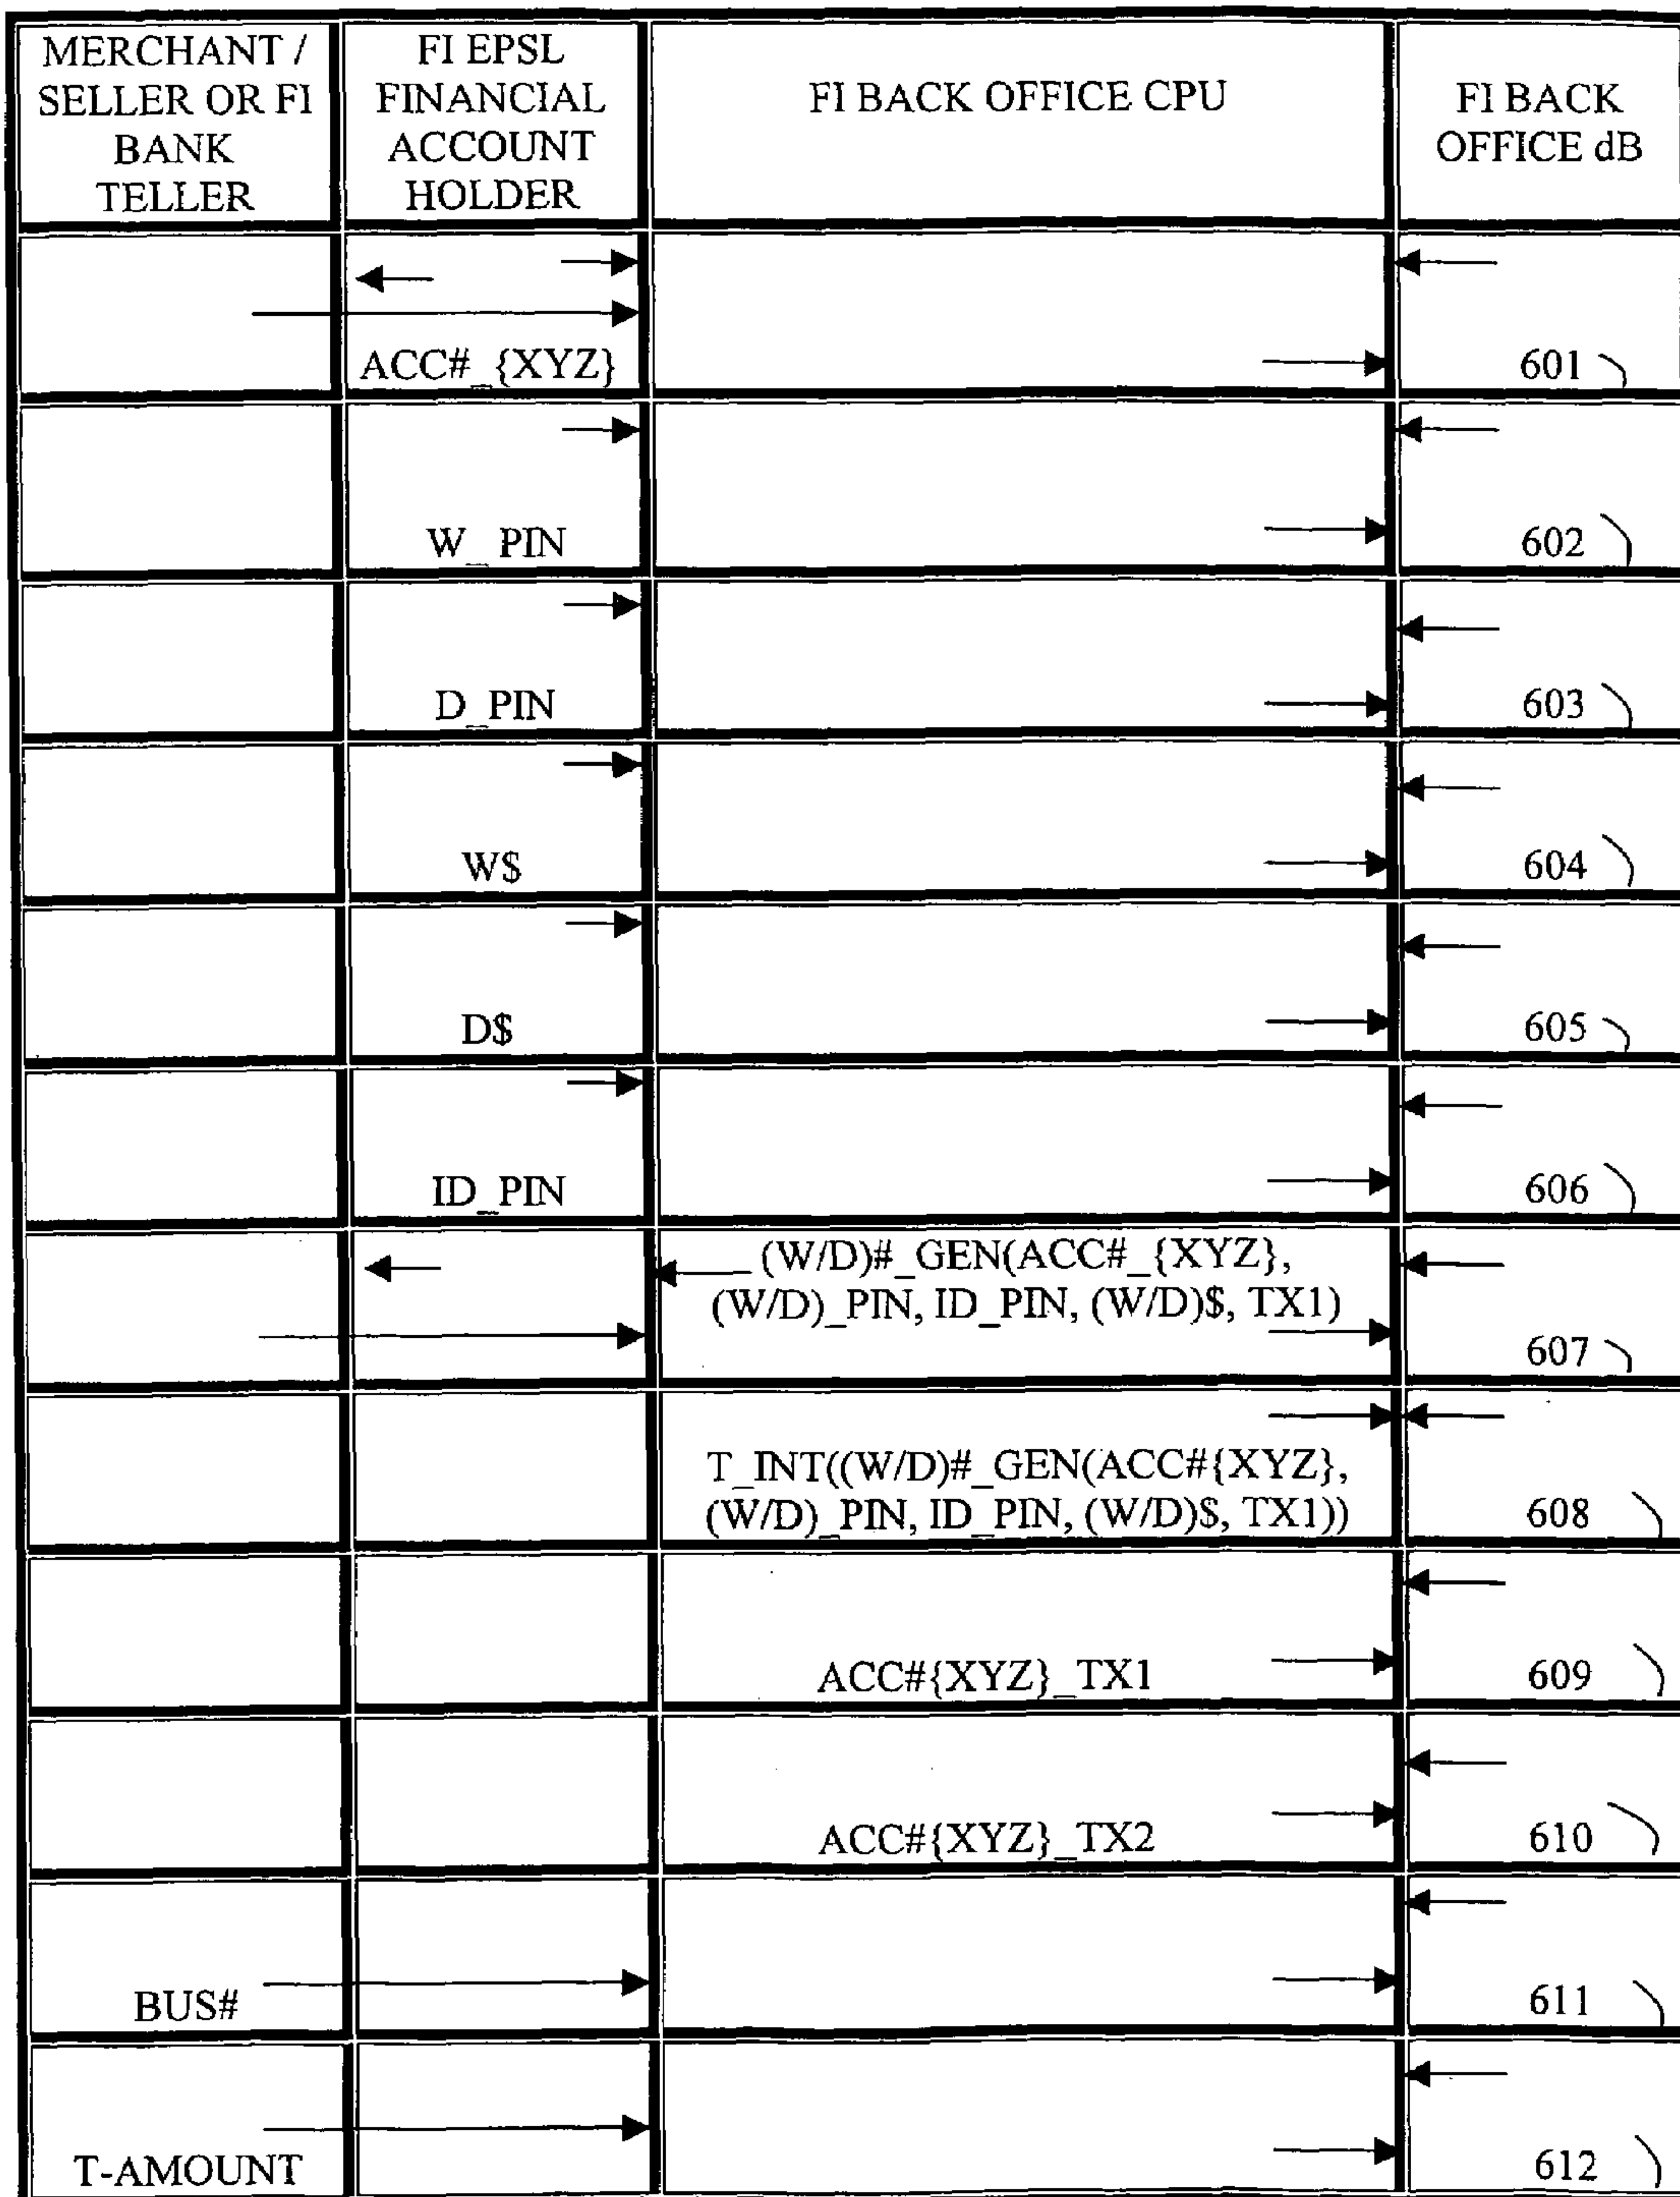 MERCHANT /
SELLER OR FI
BANK
TELLER
FI EPSL
FINANCIAL
ACCOUNT
HOLDER
FI BACK OFFICE CPU
FI BACK
OFFICE dB
ACC#_{XYZ}
601
W_PIN
602
D_PIN
603
W$
604
D$
605
ID_PIN
606
(W/D)#_GEN(ACC#_{XYZ},
(W/D)_PIN, ID_PIN, (W/D)$, TX1)
607
T_INT((W/D)#_GEN(ACC#{XYZ},
(W/D)_PIN, ID_PIN, (W/D)$, TX1))
608
ACC#{XYZ}_TX1
609
ACC#{XYZ}_TX2
610
BUS#
611
T-AMOUNT
612